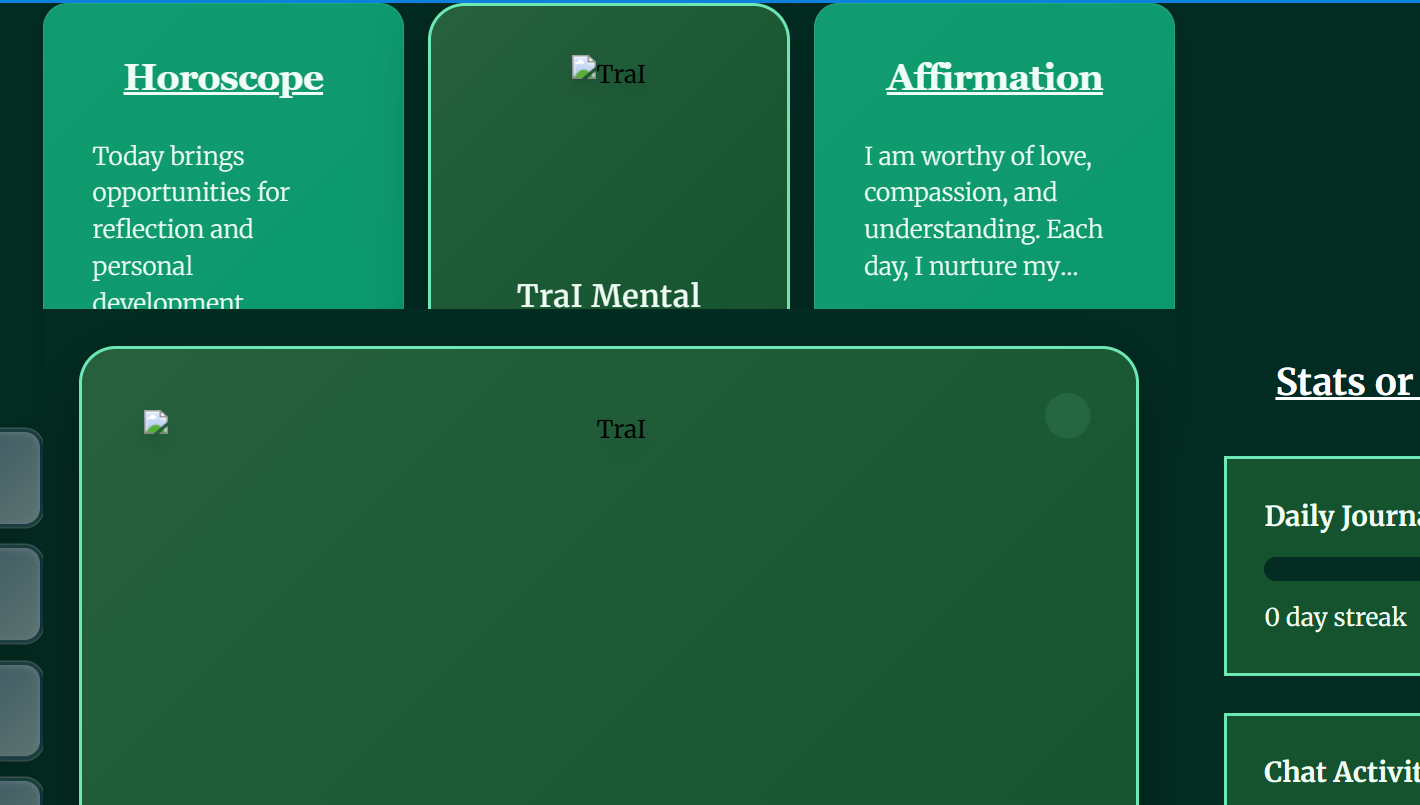 Horoscope
Today brings
opportunities for
reflection and
personal
development
TraI
TraI Mental
Affirmation
I am worthy of love,
compassion, and
understanding. Each
day, I nurture my...
TraI
Stats or
Daily Journa
0 day streak
Chat Activit